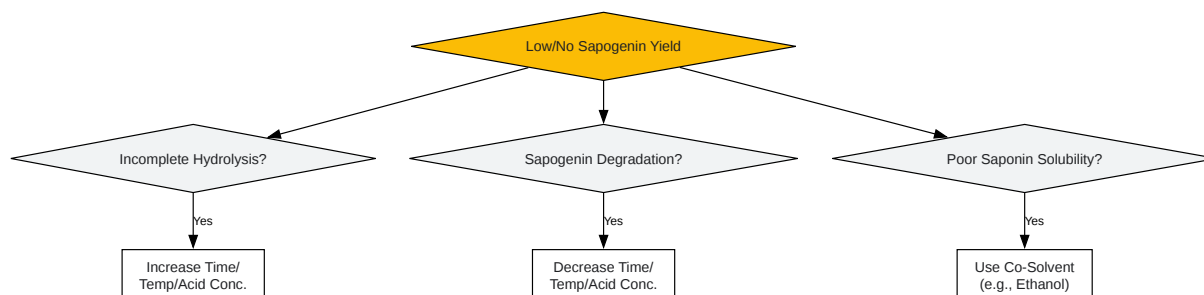 Low/No Sapogenin Yield
Incomplete Hydrolysis?
Sapogenin Degradation?
Poor Saponin Solubility?
Yes
Yes
Yes
Increase Time/
Temp/Acid Conc.
Decrease Time/
Temp/Acid Conc.
Use Co-Solvent
(e.g., Ethanol)